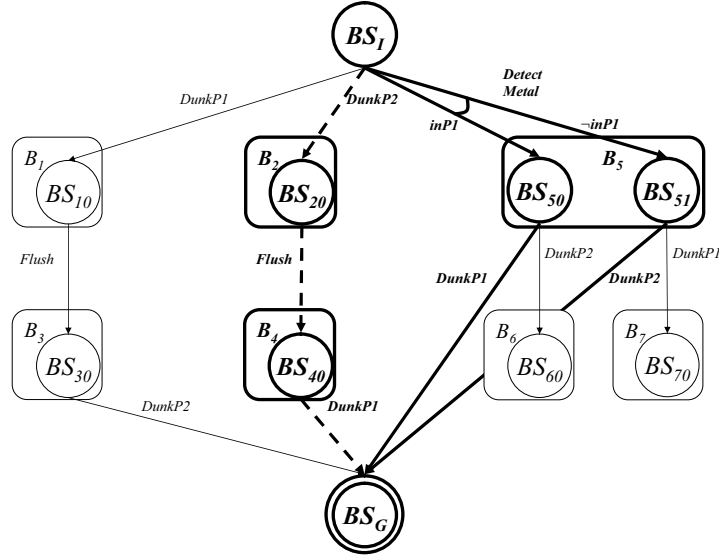 BS_I
Detect
Metal
DunkP1
DunkP2
inP1
¬inP1
B_1
BS_10
B_2
BS_20
B_5
BS_50
BS_51
Flush
Flush
DunkP1
DunkP2
DunkP2
DunkP1
B_3
BS_30
B_4
BS_40
B_6
BS_60
B_7
BS_70
DunkP2
DunkP1
BS_G